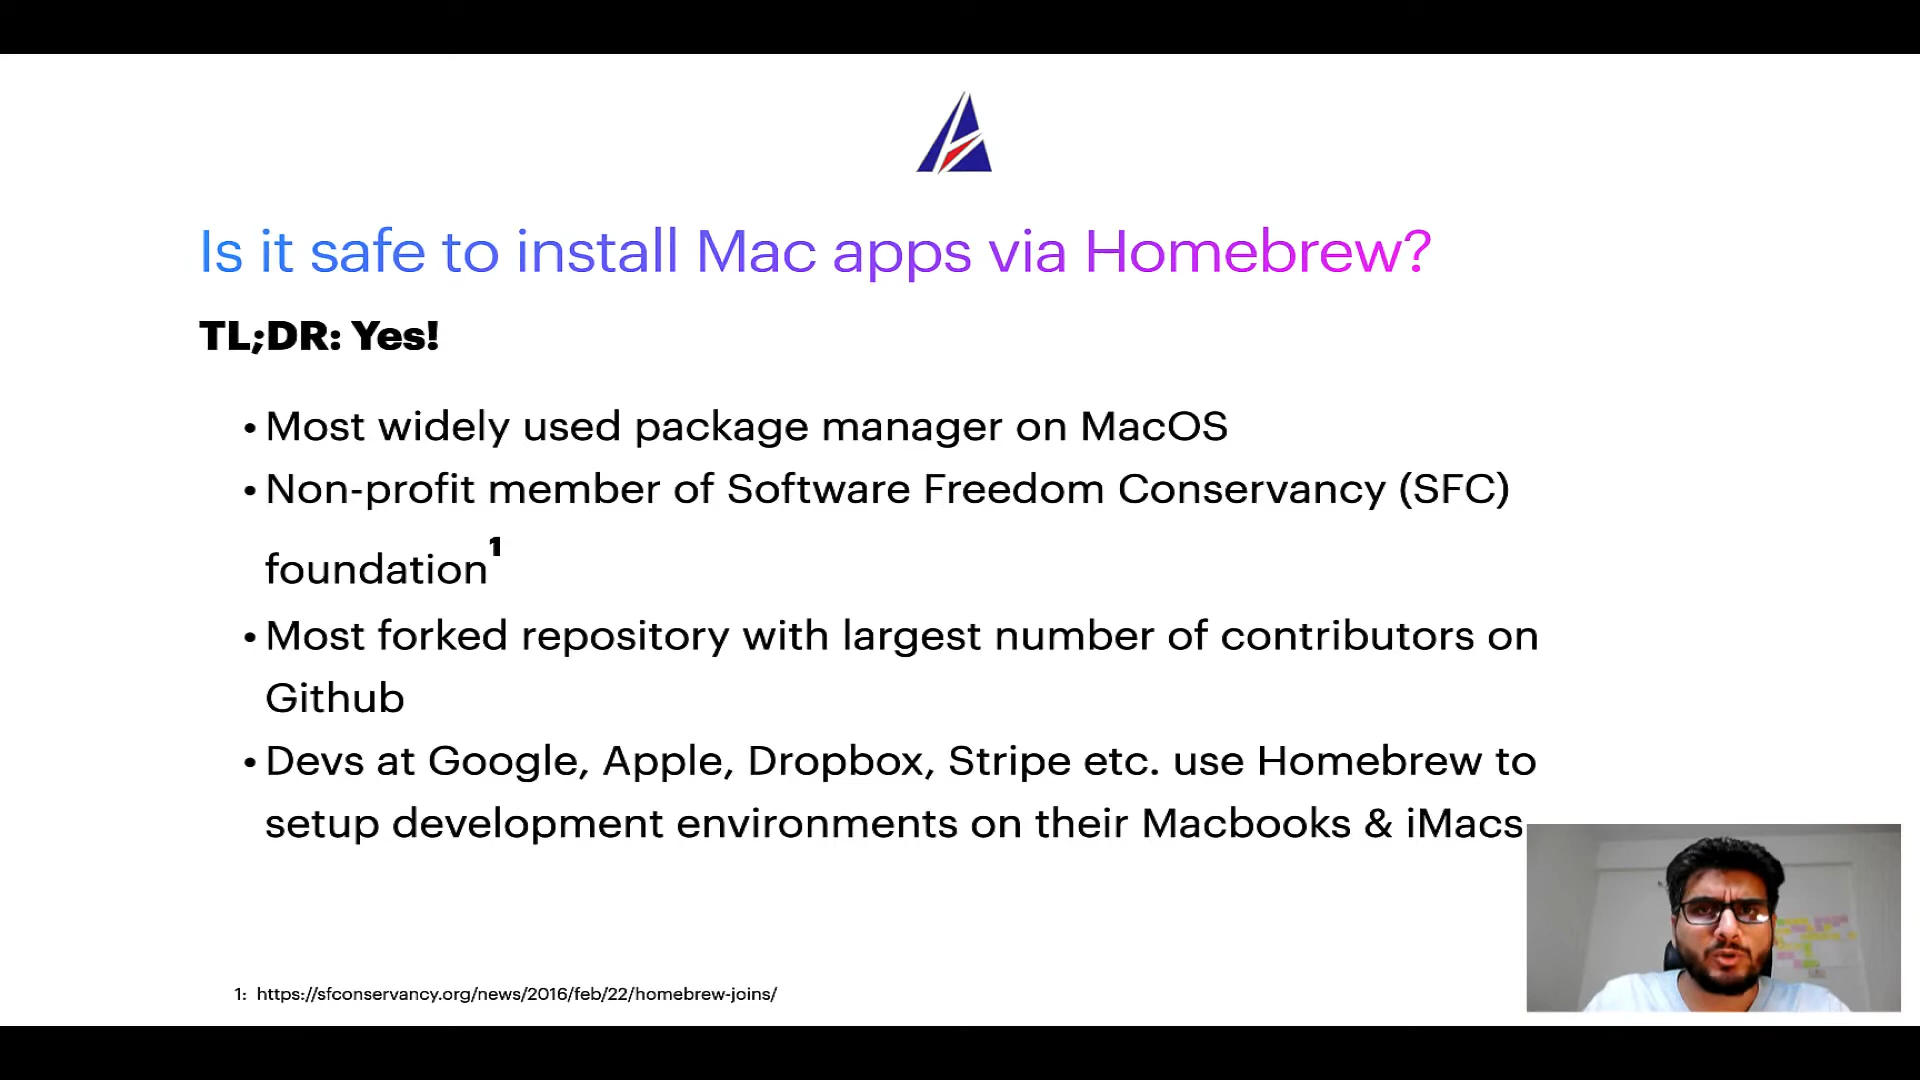 Is it safe to install Mac apps via Homebrew?
TL;DR: Yes!
• Most widely used package manager on MacOS
• Non-profit member of Software Freedom Conservancy (SFC)
foundation1
• Most forked repository with largest number of contributors on
Github
• Devs at Google, Apple, Dropbox, Stripe etc. use Homebrew to
setup development environments on their Macbooks & iMacs
1: https://sfconservancy.org/news/2016/feb/22/homebrew-joins/